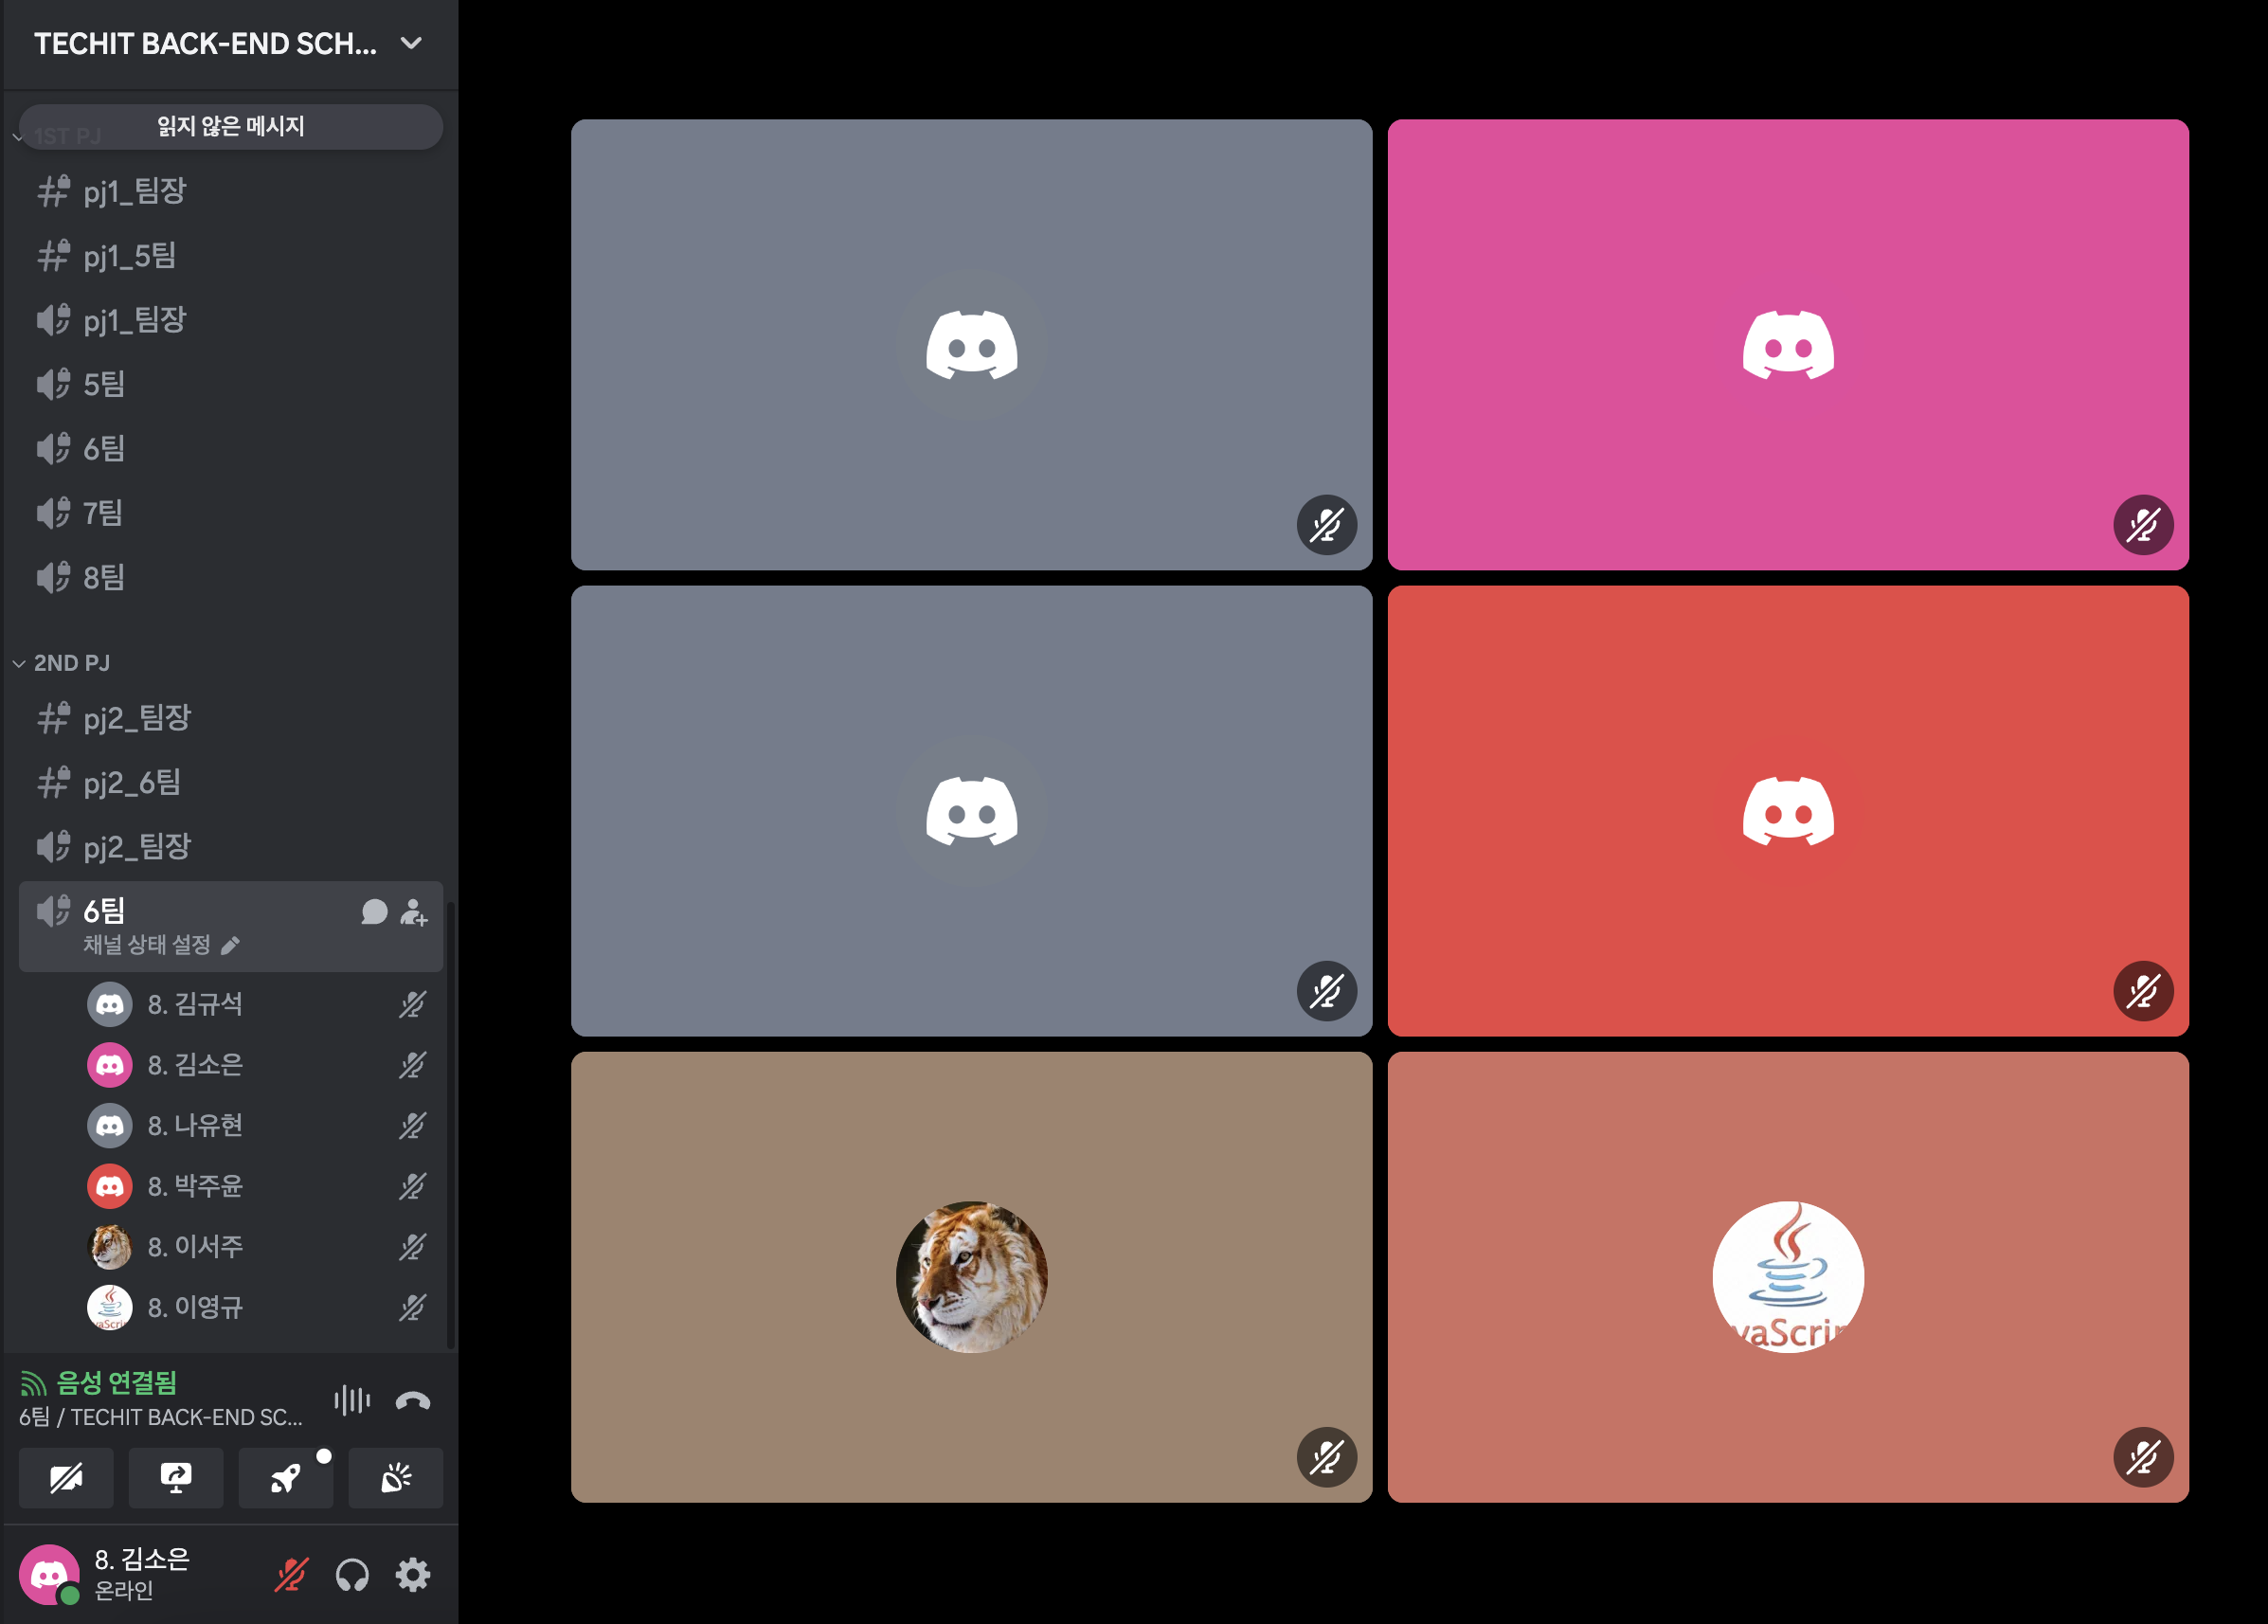 TECHIT BACK-END SCH...
읽지 않은 메시지
1ST PJ
pj1_팀장
pj1_5팀
pj1_팀장
5팀
6팀
7팀
8팀
2ND PJ
pj2_팀장
pj2_6팀
pj2_팀장
6팀
채널 상태 설정
8. 김규석
8. 김소은
8. 나유현
8. 박주윤
8. 이서주
8. 이영규
vaScrip
음성 연결됨
6팀 / TECHIT BACK-END SC...
8. 김소은
온라인